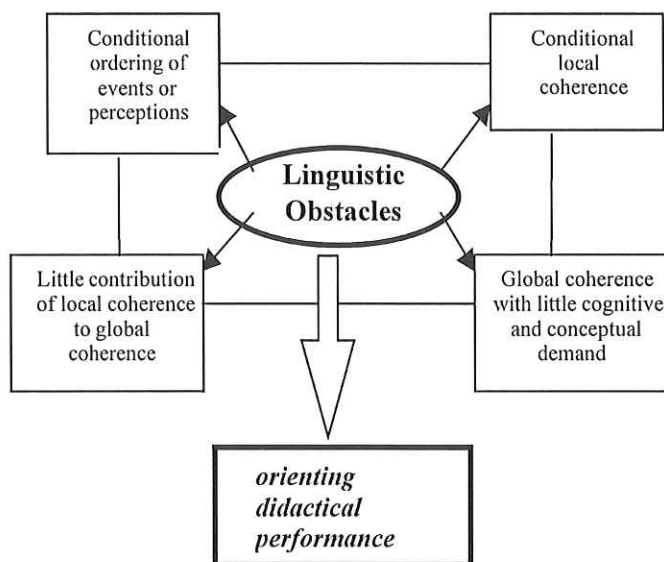 Conditional
ordering of
events or
perceptions
Conditional
local
coherence
Linguistic
Obstacles
Little contribution
of local coherence
to global
coherence
Global coherence
with little cognitive
and conceptual
demand
orienting
didactical
performance